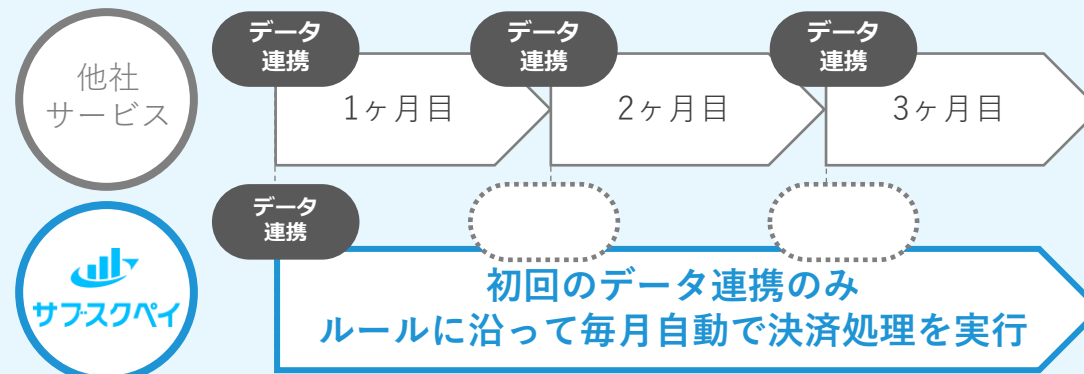 データ
連携
データ
連携
データ
連携
他社
サービス
1ヶ月目
2ヶ月目
3ヶ月目
データ
連携
サブスクペイ
初回のデータ連携のみ
ルールに沿って毎月自動で決済処理を実行